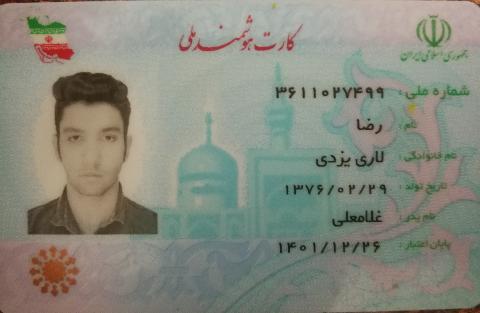 کارت هوشمند ملی
جمهوری اسلامی ایران
شماره ملی: ۳۶۱۱۰۲۷۴۹۹
نام: رضا
نام خانوادگی: لاری یزدی
تاریخ تولد: ۱۳۷۶/۰۲/۲۹
نام پدر: غلامعلی
پایان اعتبار: ۱۴۰۱/۱۲/۲۶